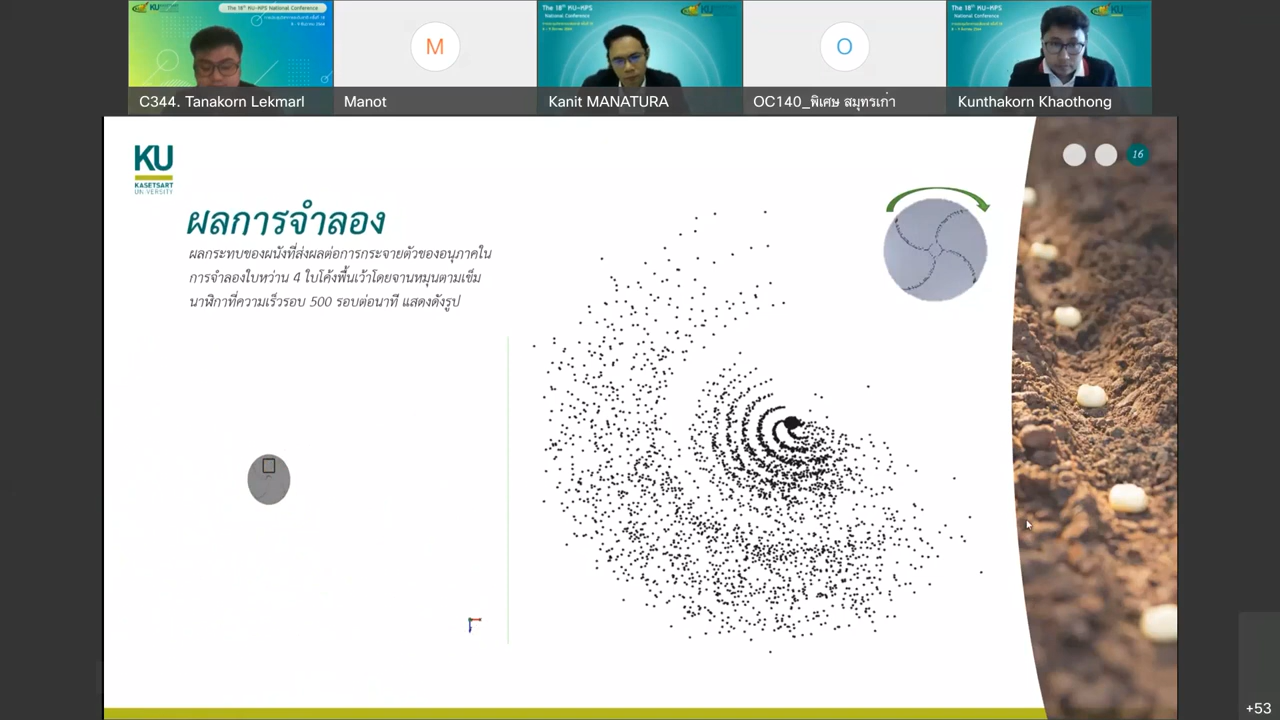 The 18th KU-KPS National Conference
The 18th KU-KPS
National Conference
The 18th KU-KPS
National Conference
M
O
C344. Tanakorn Lekmarl
Manot
Kanit MANATURA
OC140_พิเศษ สมุทรเก่า
Kunthakorn Khaothong
KU
KASETSART
UNIVERSITY
16
ผลการจำลอง
ผลกระทบของผนังที่ส่งผลต่อการกระจายตัวของอนุภาคใน
การจำลองใบหว่าน 4 ใบโค้งพื้นเว้าโดยจานหมุนตามเข็ม
นาฬิกาที่ความเร็วรอบ 500 รอบต่อนาที แสดงดังรูป
+53